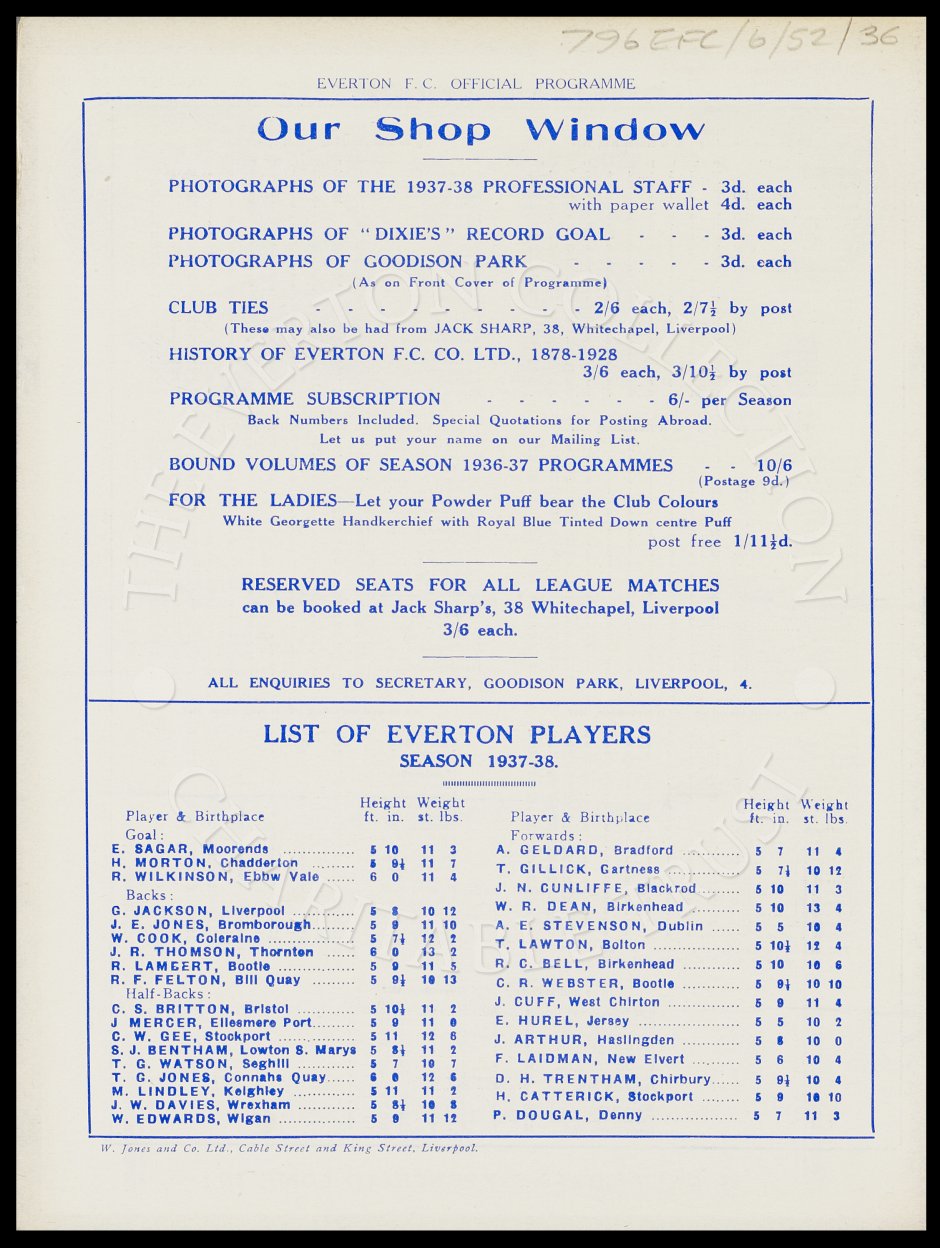 796 EFC/6/52/36
EVERTON F.C. OFFICIAL PROGRAMME
Our Shop Window
PHOTOGRAPHS OF THE 1937-38 PROFESSIONAL STAFF - 3d. each
with paper wallet 4d. each
PHOTOGRAPHS OF "DIXIE'S" RECORD GOAL - - - 3d. each
PHOTOGRAPHS OF GOODISON PARK - - - - - 3d. each
(As on Front Cover of Programme)
CLUB TIES - - - - - - - - - 2/6 each, 2/7½ by post
(These may also be had from JACK SHARP, 38, Whitechapel, Liverpool)
HISTORY OF EVERTON F.C. CO. LTD., 1878-1928
3/6 each, 3/10½ by post
PROGRAMME SUBSCRIPTION - - - - - - 6/- per Season
Back Numbers Included. Special Quotations for Posting Abroad.
Let us put your name on our Mailing List.
BOUND VOLUMES OF SEASON 1936-37 PROGRAMMES - - 10/6
(Postage 9d.)
FOR THE LADIES—Let your Powder Puff bear the Club Colours
White Georgette Handkerchief with Royal Blue Tinted Down centre Puff
post free 1/11½d.
RESERVED SEATS FOR ALL LEAGUE MATCHES
can be booked at Jack Sharp's, 38 Whitechapel, Liverpool
3/6 each.
ALL ENQUIRIES TO SECRETARY, GOODISON PARK, LIVERPOOL, 4.
THE EVERTON COLLECTION
CHARITABLE TRUST
LIST OF EVERTON PLAYERS
SEASON 1937-38.
Height Weight
Player & Birthplace ft. in. st. lbs.
Goal:
E. SAGAR, Moorends ............... 5 10 11 3
H. MORTON, Chadderton ......... 5 9½ 11 7
R. WILKINSON, Ebbw Vale ...... 6 0 11 4
Backs:
G. JACKSON, Liverpool ............ 5 8 10 12
J. E. JONES, Bromborough........ 5 9 11 10
W. COOK, Coleraine .................. 5 7½ 12 2
J. R. THOMSON, Thornton ...... 6 0 13 2
R. LAMBERT, Bootle ................ 5 9 11 5
R. F. FELTON, Bill Quay ......... 5 9½ 10 13
Half-Backs:
C. S. BRITTON, Bristol ............ 5 10½ 11 2
J MERCER, Ellesmere Port........ 5 9 11 0
C. W. GEE, Stockport ............... 5 11 12 6
S. J. BENTHAM, Lowton S. Marys 5 8½ 11 2
T. G. WATSON, Seghill ............ 5 7 10 7
T. G. JONES, Connahs Quay...... 6 0 12 6
M. LINDLEY, Keighley ............ 5 11 11 2
J. W. DAVIES, Wrexham ............ 5 8½ 10 8
W. EDWARDS, Wigan ................ 5 9 11 12
Height Weight
Player & Birthplace ft. in. st. lbs.
Forwards:
A. GELDARD, Bradford ............ 5 7 11 4
T. GILLICK, Cartness ............... 5 7½ 10 12
J. N. CUNLIFFE, Blackrod........ 5 10 11 3
W. R. DEAN, Birkenhead .......... 5 10 13 4
A. E. STEVENSON, Dublin ...... 5 5 10 4
T. LAWTON, Bolton .................. 5 10½ 12 4
R. C. BELL, Birkenhead ............ 5 10 10 6
C. R. WEBSTER, Bootle ............ 5 9½ 10 10
J. CUFF, West Chirton ............... 5 9 11 4
E. HUREL, Jersey ..................... 5 5 10 2
J. ARTHUR, Haslingden ............ 5 8 10 0
F. LAIDMAN, New Elvert ......... 5 6 10 4
D. H. TRENTHAM, Chirbury...... 5 9½ 10 4
H. CATTERICK, Stockport ........ 5 9 10 10
P. DOUGAL, Denny .................. 5 7 11 3
W. Jones and Co. Ltd., Cable Street and King Street, Liverpool.